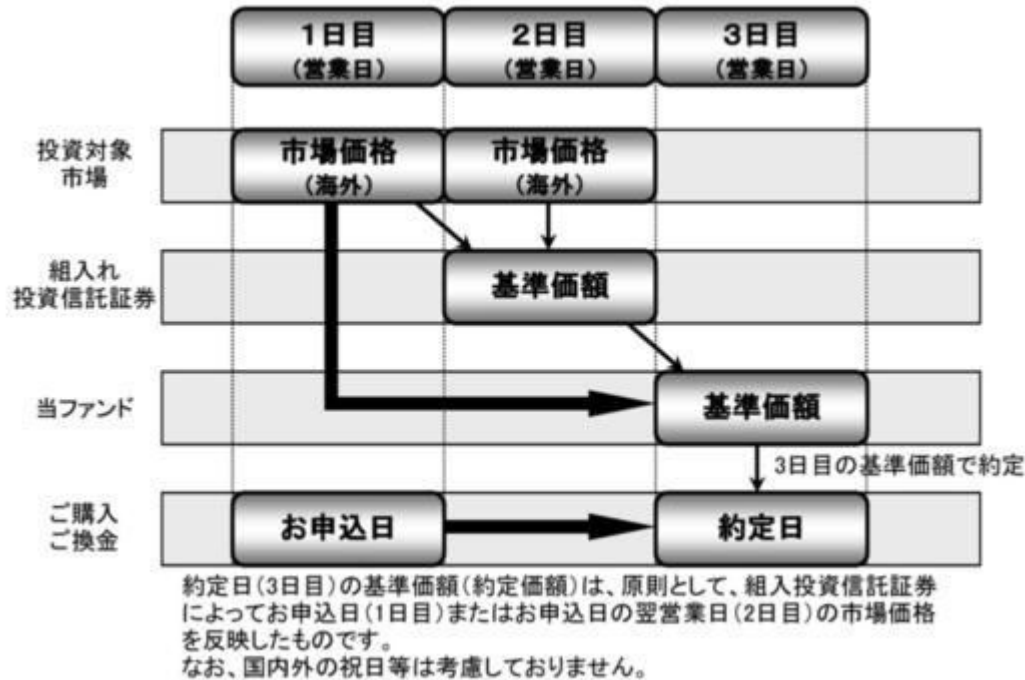 1日目
(営業日)
2日目
(営業日)
3日目
(営業日)
投資対象
市場
市場価格
(海外)
市場価格
(海外)
組入れ
投資信託証券
基準価額
当ファンド
基準価額
3日目の基準価額で約定
ご購入
ご換金
お申込日
約定日
約定日(3日目)の基準価額(約定価額)は、原則として、組入投資信託証券
によってお申込日(1日目)またはお申込日の翌営業日(2日目)の市場価格
を反映したものです。
なお、国内外の祝日等は考慮しておりません。